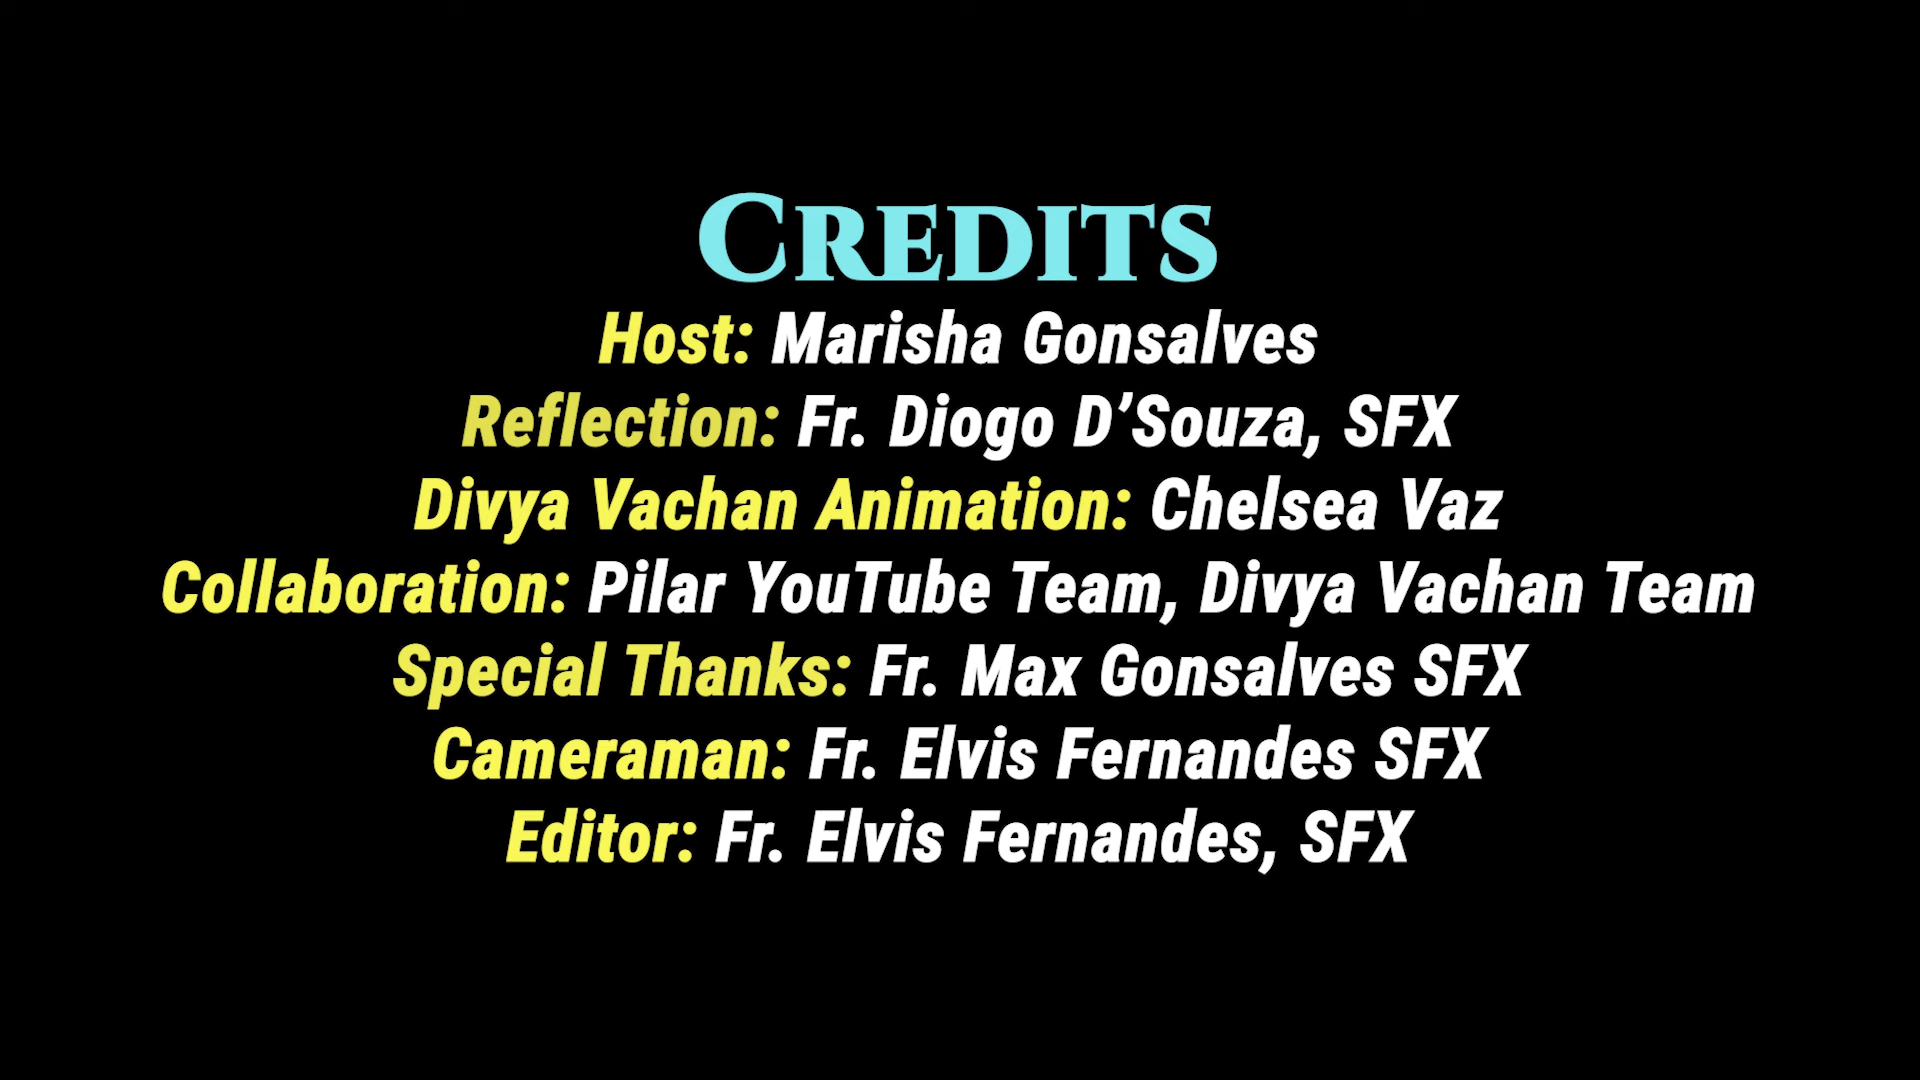 CREDITS
Host: Marisha Gonsalves
Reflection: Fr. Diogo D’Souza, SFX
Divya Vachan Animation: Chelsea Vaz
Collaboration: Pilar YouTube Team, Divya Vachan Team
Special Thanks: Fr. Max Gonsalves SFX
Cameraman: Fr. Elvis Fernandes SFX
Editor: Fr. Elvis Fernandes, SFX